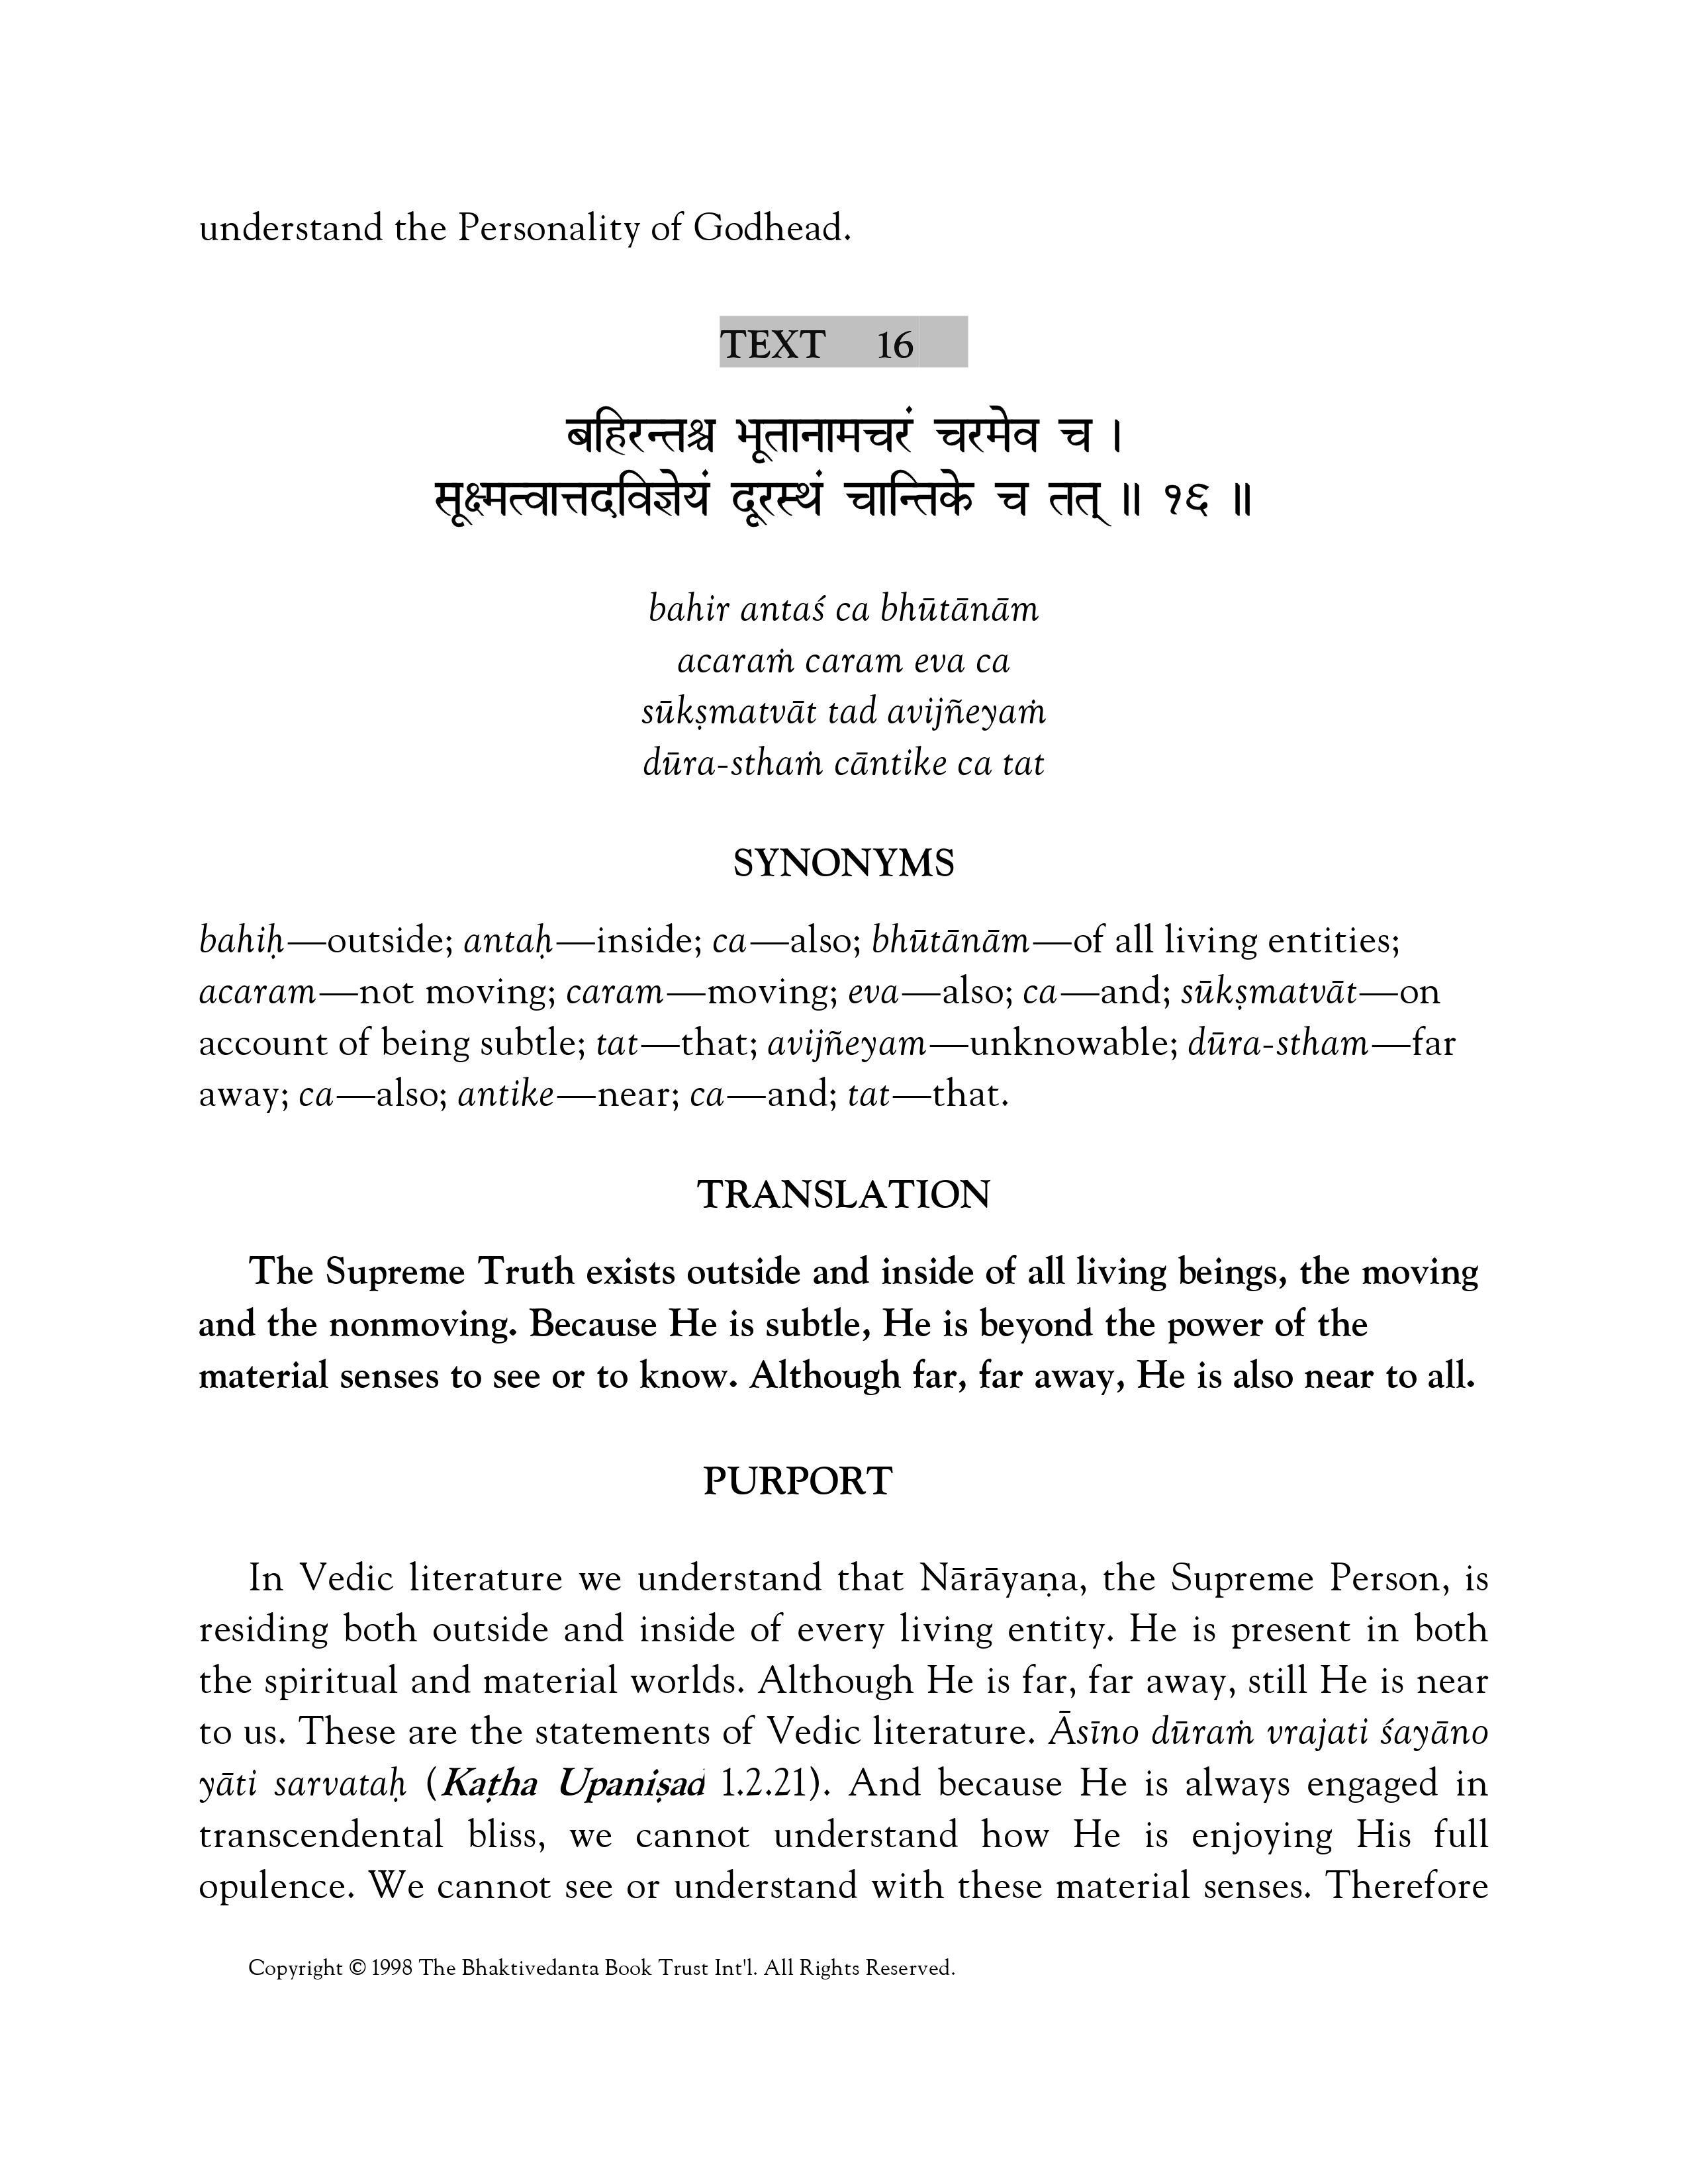 understand the Personality of Godhead.
TEXT 16
बहिरन्तश्च भूतानामचरं चरमेव च ।
सूक्ष्मत्वात्तदविज्ञेयं दूरस्थं चान्तिके च तत् ॥ १६ ॥
bahir antaś ca bhūtānām
acaraṁ caram eva ca
sūkṣmatvāt tad avijñeyaṁ
dūra-sthaṁ cāntike ca tat
SYNONYMS
bahiḥ—outside; antaḥ—inside; ca—also; bhūtānām—of all living entities;
acaram—not moving; caram—moving; eva—also; ca—and; sūkṣmatvāt—on
account of being subtle; tat—that; avijñeyam—unknowable; dūra-stham—far
away; ca—also; antike—near; ca—and; tat—that.
TRANSLATION
The Supreme Truth exists outside and inside of all living beings, the moving
and the nonmoving. Because He is subtle, He is beyond the power of the
material senses to see or to know. Although far, far away, He is also near to all.
PURPORT
In Vedic literature we understand that Nārāyaṇa, the Supreme Person, is
residing both outside and inside of every living entity. He is present in both
the spiritual and material worlds. Although He is far, far away, still He is near
to us. These are the statements of Vedic literature. Āsīno dūraṁ vrajati śayāno
yāti sarvataḥ (Kaṭha Upaniṣad 1.2.21). And because He is always engaged in
transcendental bliss, we cannot understand how He is enjoying His full
opulence. We cannot see or understand with these material senses. Therefore
Copyright © 1998 The Bhaktivedanta Book Trust Int'l. All Rights Reserved.